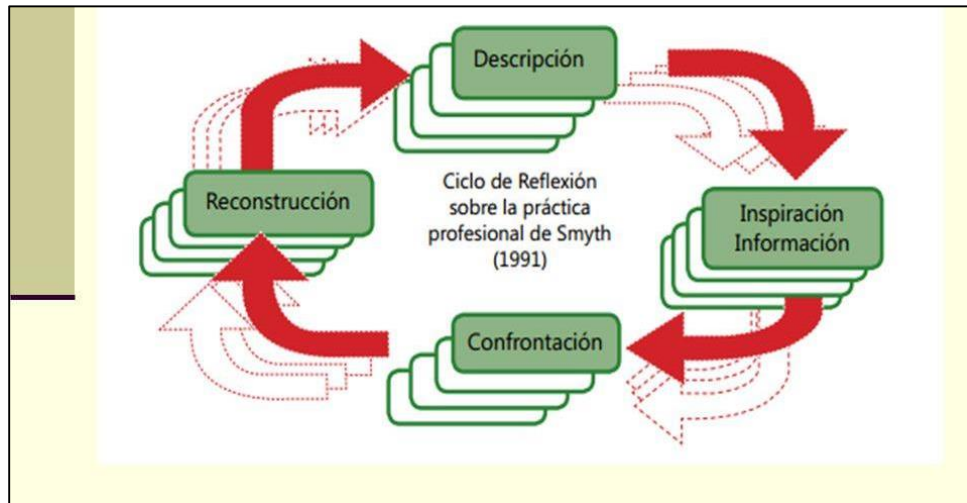 Descripción
Reconstrucción
Ciclo de Reflexión
sobre la práctica
profesional de Smyth
(1991)
Inspiración
Información
Confrontación